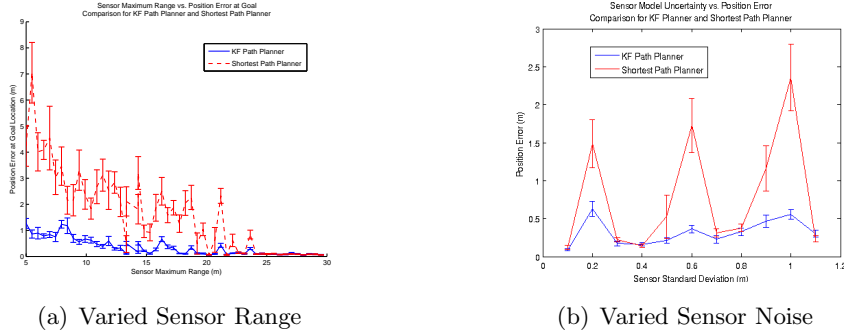 Sensor Maximum Range vs. Position Error at Goal
Comparison for KF Path Planner and Shortest Path Planner
KF Path Planner
Shortest Path Planner
Position Error at Goal Location (m)
9
8
7
6
5
4
3
2
1
0
5
10
15
20
25
30
Sensor Maximum Range (m)
(a) Varied Sensor Range
Sensor Model Uncertainty vs. Position Error
Comparison for KF Planner and Shortest Path Planner
KF Path Planner
Shortest Path Planner
Position Error (m)
3
2.5
2
1.5
1
0.5
0
0
0.2
0.4
0.6
0.8
1
1.2
Sensor Standard Deviation (m)
(b) Varied Sensor Noise